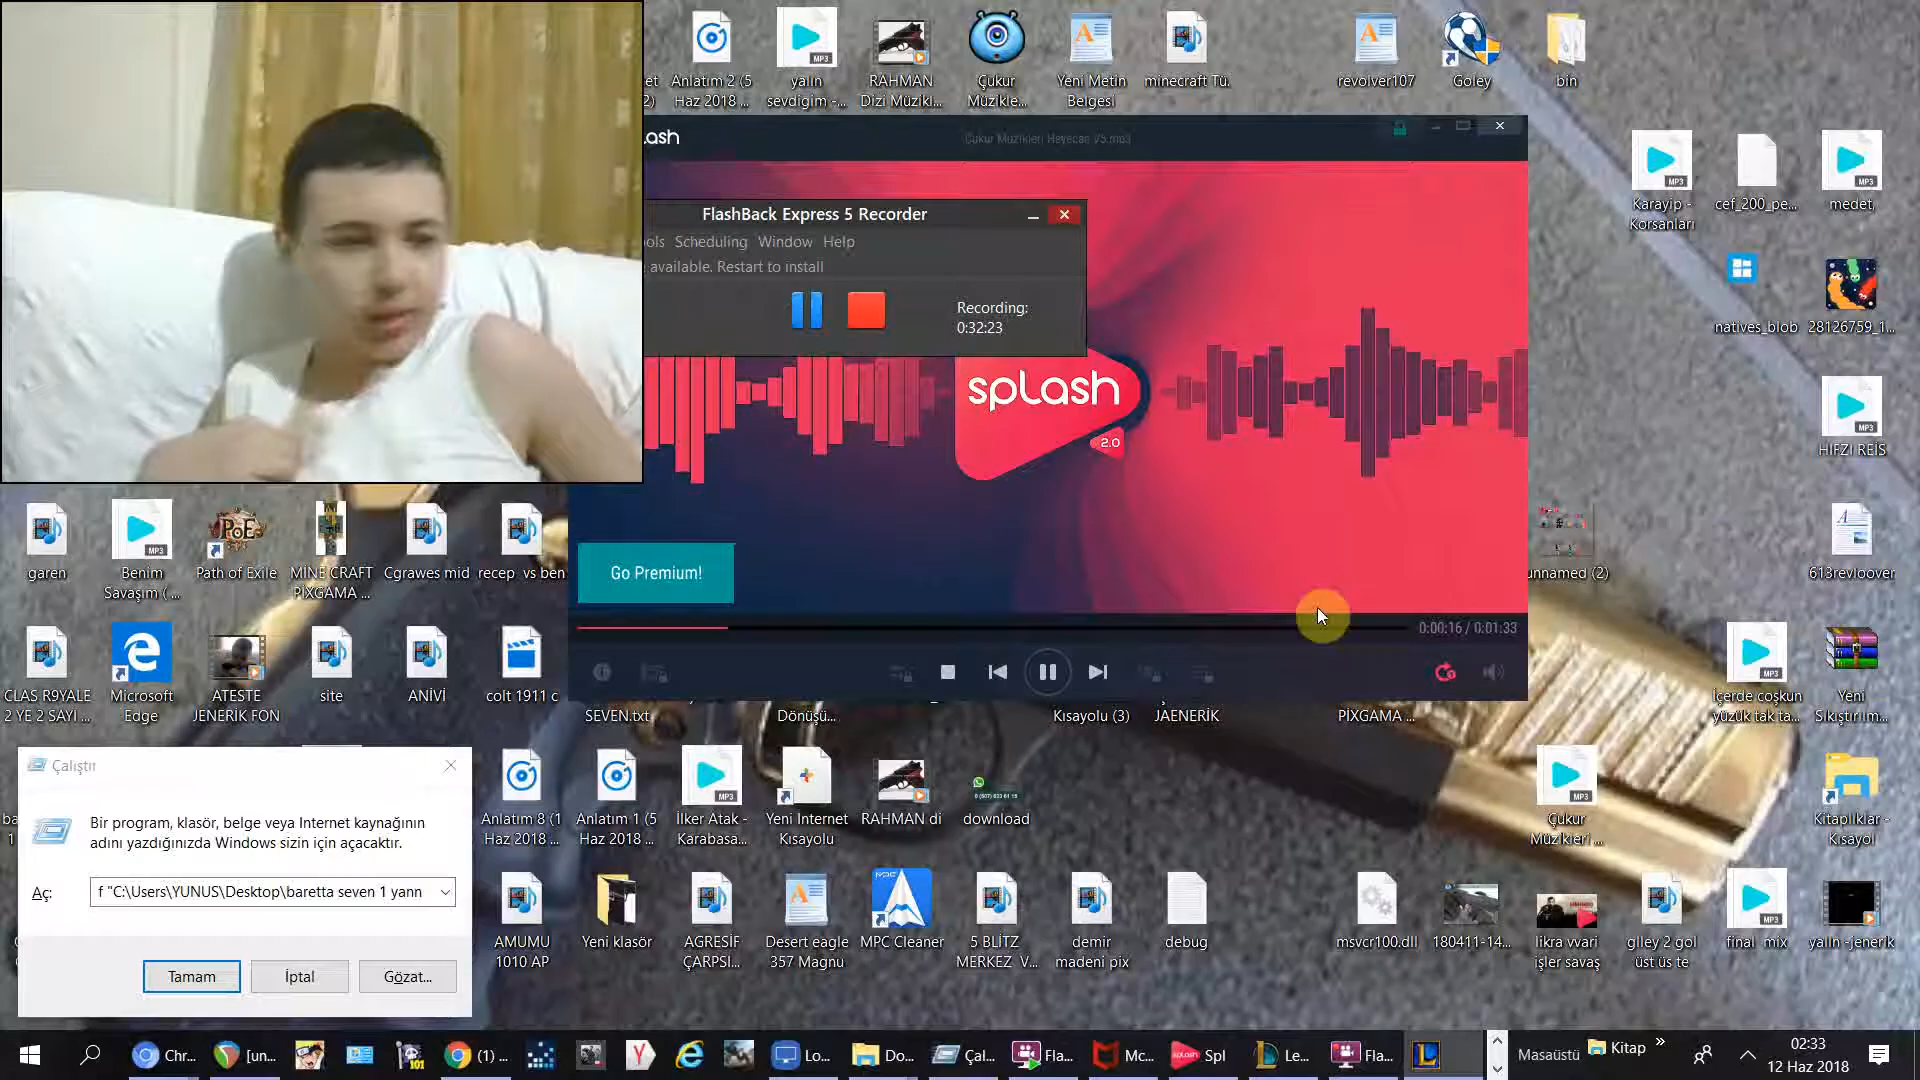 et
2)
Anlatım 2 (5
Haz 2018 ...
yalın
sevdigim -...
RAHMAN
Dizi Müzikl...
Çukur
Müzikle...
Yeni Metin
Belgesi
minecraft Tü.
revolver107
Goley
bin
lash
Çukur Müzikleri Heyecan V5.mp3
FlashBack Express 5 Recorder
ols Scheduling Window Help
available. Restart to install
Recording:
0:32:23
splash
2.0
Go Premium!
0:00:16 / 0:01:33
Karayip -
Korsanları
cef_200_pe...
medet
natives_blob
28126759_1...
HIFZI REİS
garen
Benim
Savaşım ( ...
Path of Exile
MİNE CRAFT
PİXGAMA ...
Cgrawes mid
recep vs ben
unnamed (2)
613revloover
CLAS R9YALE
2 YE 2 SAYI ...
Microsoft
Edge
ATEŞTE
JENERİK FON
site
ANİVİ
colt 1911 c
SEVEN.txt
Dönüşü...
Kısayolu (3)
JAENERİK
PİXGAMA ...
İçerde coşkun
yüzük tak ta...
Yeni
Sıkıştırılm...
Çalıştır
Bir program, klasör, belge veya Internet kaynağının
adını yazdığınızda Windows sizin için açacaktır.
Aç:
f "C:\Users\YUNUS\Desktop\baretta seven 1 yann
Tamam
İptal
Gözat...
Anlatım 8 (1
Haz 2018 ...
Anlatım 1 (5
Haz 2018 ...
İlker Atak -
Karabasa...
Yeni Internet
Kısayolu
RAHMAN di
download
Çukur
Müzikleri ...
Kitaplıklar -
Kısayol
AMUMU
1010 AP
Yeni klasör
AGRESİF
ÇARPSI...
Desert eagle
357 Magnu
MPC Cleaner
5 BLİTZ
MERKEZ V...
demir
madeni pix
debug
msvcr100.dll
180411-14...
likra vvari
işler savaş
glley 2 gol
üst üs te
final mix
yalın -jenerik
Chr...
[un...
(1) ...
Lo...
Do...
Çal...
Fla...
Mc...
Spl
Le...
Fla...
Masaüstü
Kitap
»
02:33
12 Haz 2018